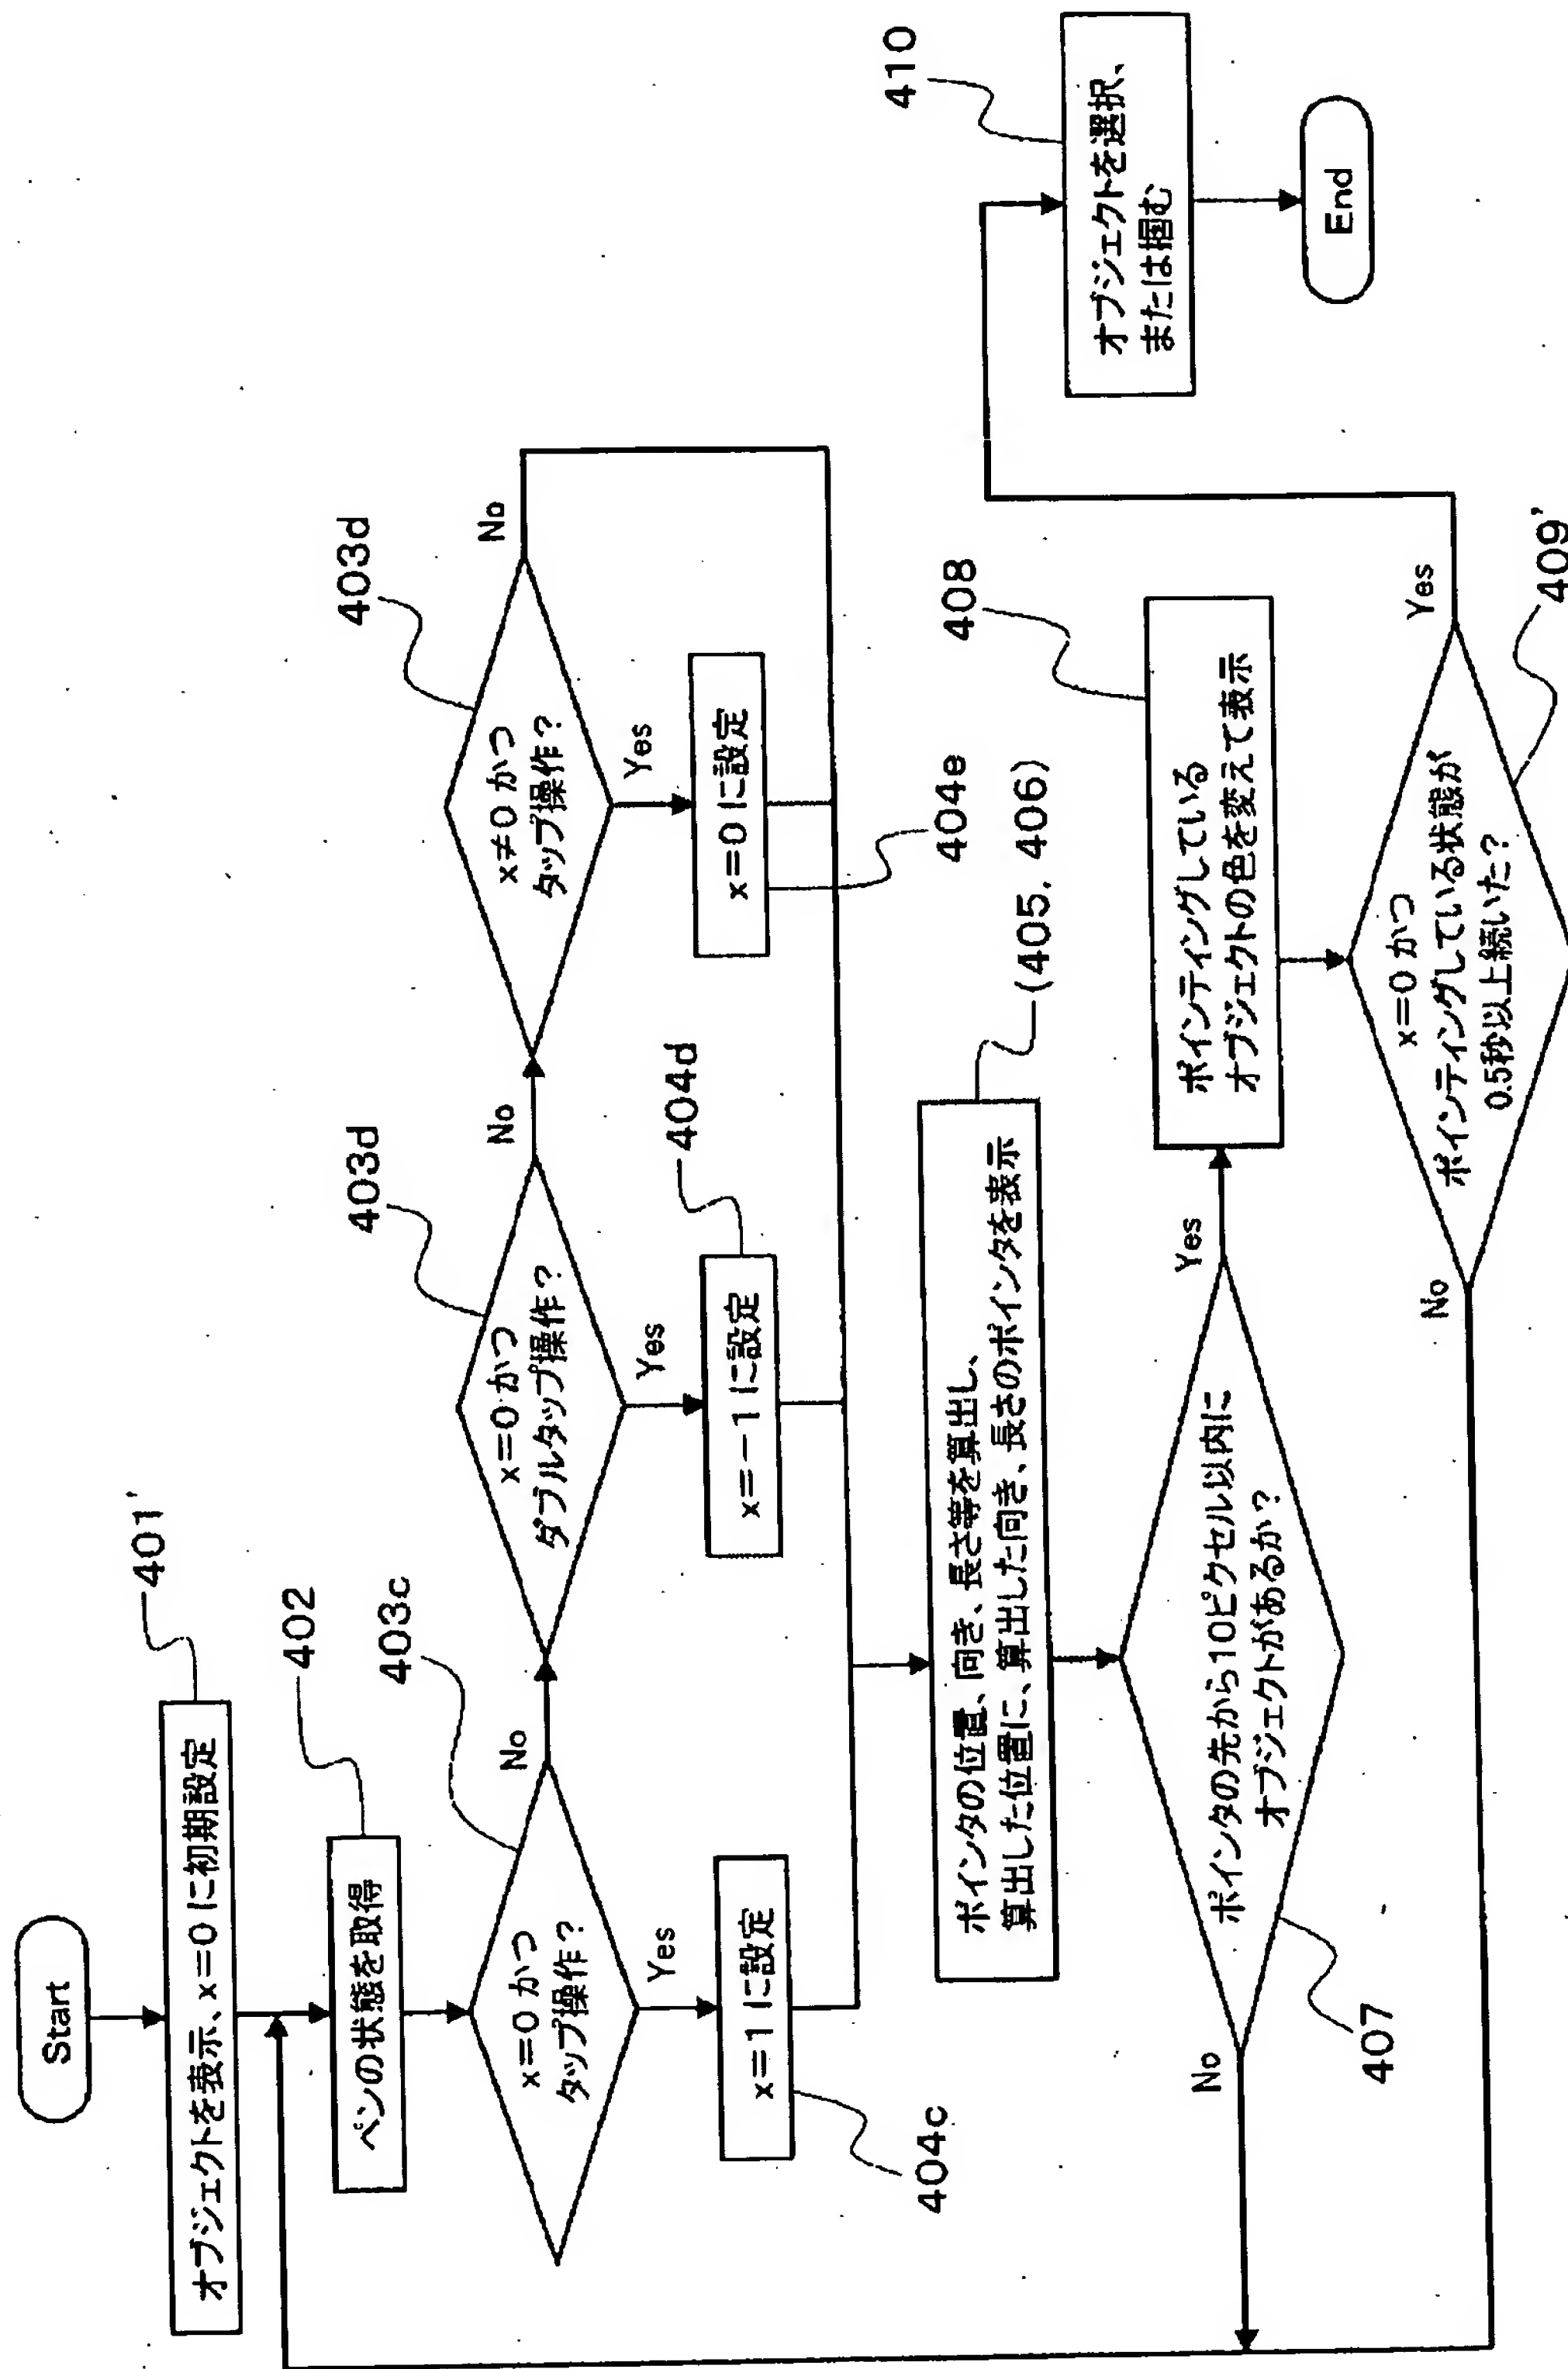 Start
オブジェクトを表示、x=0 に初期設定
401'
ペンの状態を取得
402
x=0 かつ
タップ操作?
403c
Yes
No
x=1 に設定
404c
x=0 かつ
ダブルタップ操作?
403d
Yes
No
x=-1 に設定
404d
x≠0 かつ
タップ操作?
403d
Yes
No
x=0 に設定
404e
ポインタの位置、向き、長さ等を算出し、
算出した位置に、算出した向き、長さのポインタを表示
(405, 406)
ポインタの先から10ピクセル以内に
オブジェクトがあるか?
407
No
Yes
ポインティングしている
オブジェクトの色を変えて表示
408
x=0 かつ
ポインティングしている状態が
0.5秒以上続いた?
409'
No
Yes
オブジェクトを選択、
または掴む
410
End